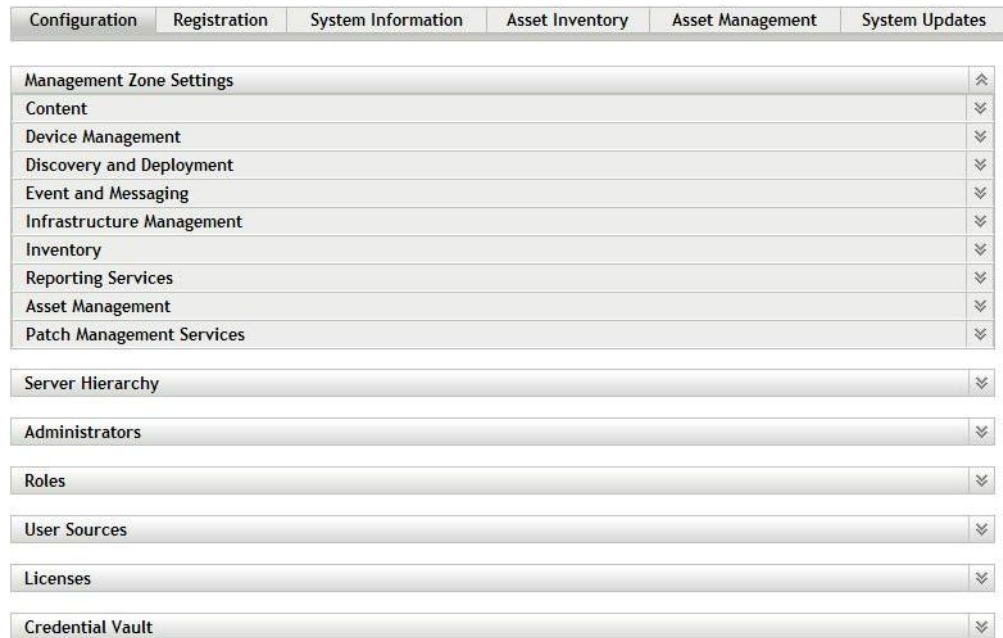 Configuration Registration System Information Asset Inventory Asset Management System Updates
Management Zone Settings
Content
Device Management
Discovery and Deployment
Event and Messaging
Infrastructure Management
Inventory
Reporting Services
Asset Management
Patch Management Services
Server Hierarchy
Administrators
Roles
User Sources
Licenses
Credential Vault